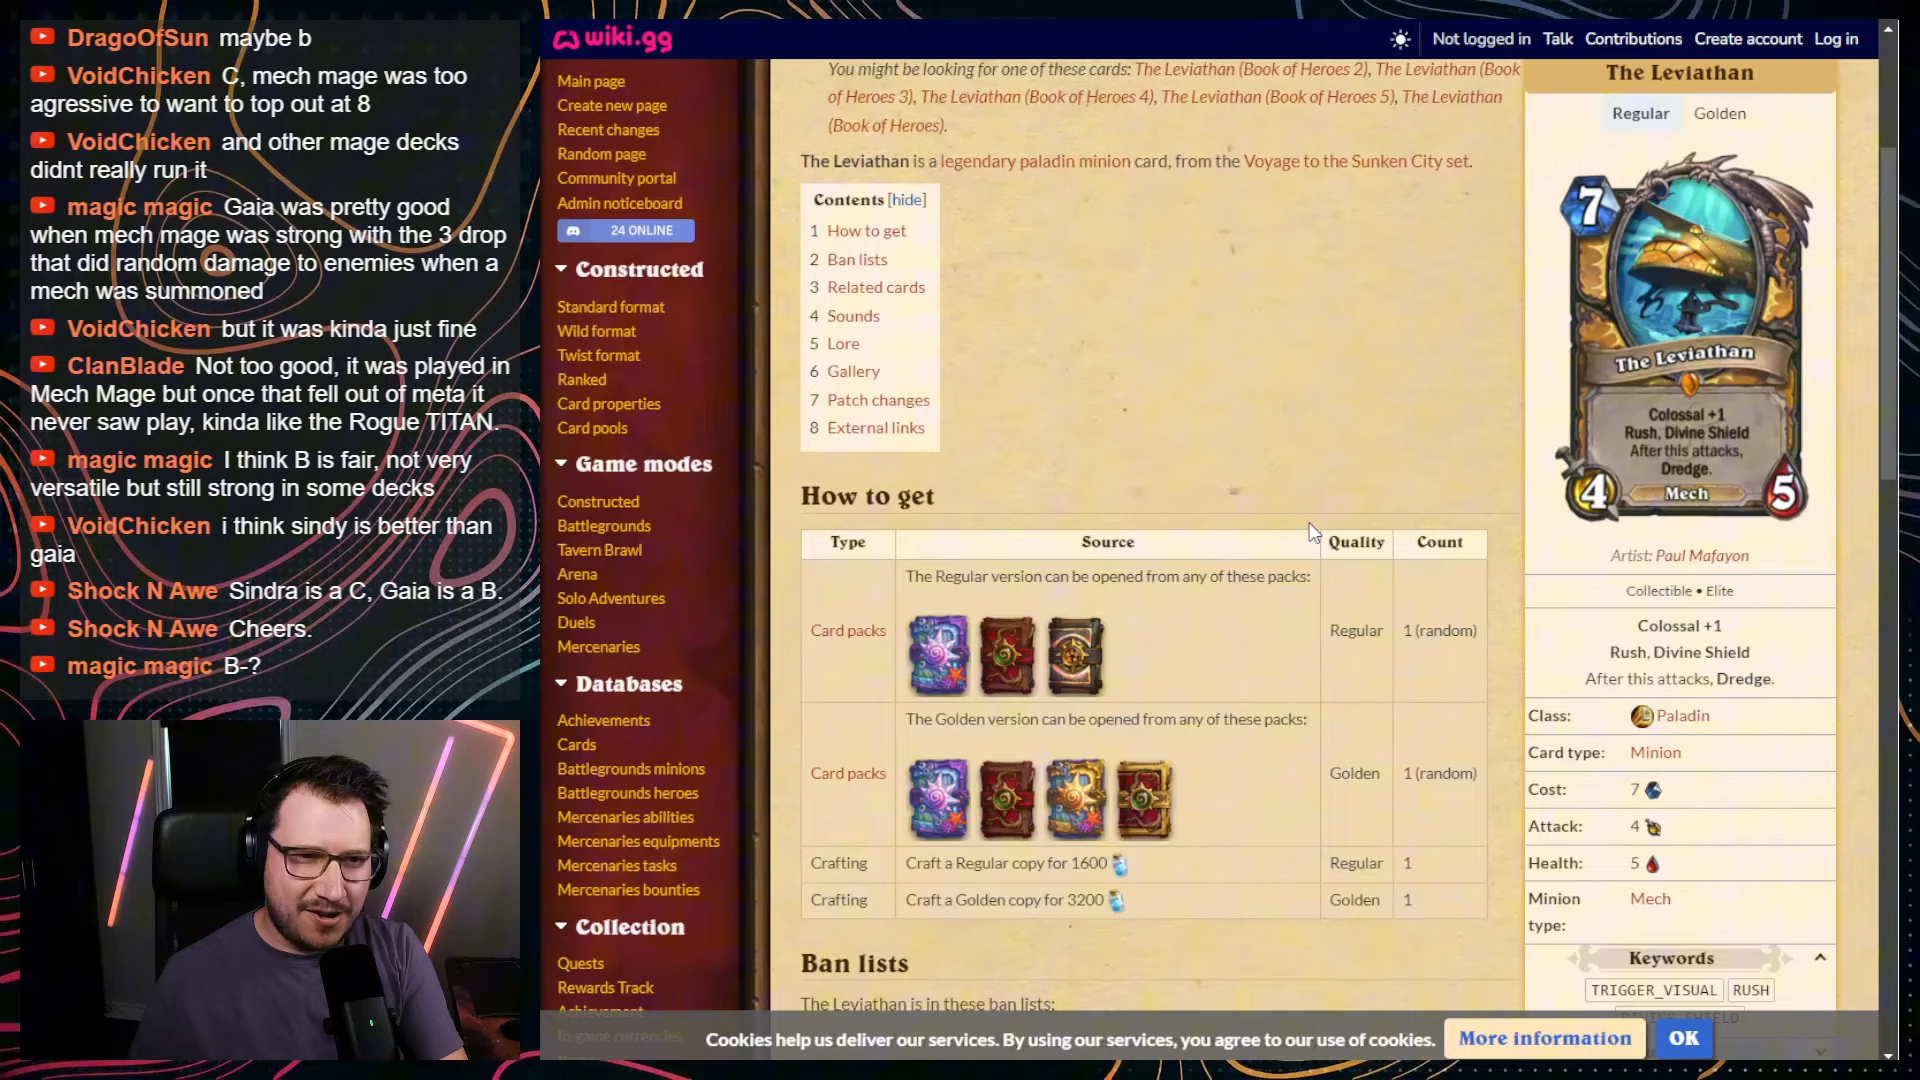 DragoOfSun maybe b
VoidChicken C, mech mage was too
agressive to want to top out at 8
VoidChicken and other mage decks
didnt really run it
magic magic Gaia was pretty good
when mech mage was strong with the 3 drop
that did random damage to enemies when a
mech was summoned
VoidChicken but it was kinda just fine
ClanBlade Not too good, it was played in
Mech Mage but once that fell out of meta it
never saw play, kinda like the Rogue TITAN.
magic magic I think B is fair, not very
versatile but still strong in some decks
VoidChicken i think sindy is better than
gaia
Shock N Awe Sindra is a C, Gaia is a B.
Shock N Awe Cheers.
magic magic B-?
wiki.gg
Not logged in Talk Contributions Create account Log in
Main page
Create new page
Recent changes
Random page
Community portal
Admin noticeboard
24 ONLINE
Constructed
Standard format
Wild format
Twist format
Ranked
Card properties
Card pools
Game modes
Constructed
Battlegrounds
Tavern Brawl
Arena
Solo Adventures
Duels
Mercenaries
Databases
Achievements
Cards
Battlegrounds minions
Battlegrounds heroes
Mercenaries abilities
Mercenaries equipments
Mercenaries tasks
Mercenaries bounties
Collection
Quests
Rewards Track
Achievement
In-game currencies
You might be looking for one of these cards: The Leviathan (Book of Heroes 2), The Leviathan (Book
of Heroes 3), The Leviathan (Book of Heroes 4), The Leviathan (Book of Heroes 5), The Leviathan
(Book of Heroes).
The Leviathan is a legendary paladin minion card, from the Voyage to the Sunken City set.
Contents [hide]
1 How to get
2 Ban lists
3 Related cards
4 Sounds
5 Lore
6 Gallery
7 Patch changes
8 External links
How to get
Type Source Quality Count
The Regular version can be opened from any of these packs:
Card packs Regular 1 (random)
The Golden version can be opened from any of these packs:
Card packs Golden 1 (random)
Crafting Craft a Regular copy for 1600 Regular 1
Crafting Craft a Golden copy for 3200 Golden 1
Ban lists
The Leviathan is in these ban lists:
The Leviathan
Regular Golden
7
The Leviathan
Colossal +1
Rush, Divine Shield
After this attacks,
Dredge.
4 Mech 5
Artist: Paul Mafayon
Collectible • Elite
Colossal +1
Rush, Divine Shield
After this attacks, Dredge.
Class: Paladin
Card type: Minion
Cost: 7
Attack: 4
Health: 5
Minion type: Mech
Keywords
TRIGGER_VISUAL RUSH
DIVINE_SHIELD
Cookies help us deliver our services. By using our services, you agree to our use of cookies. More information OK